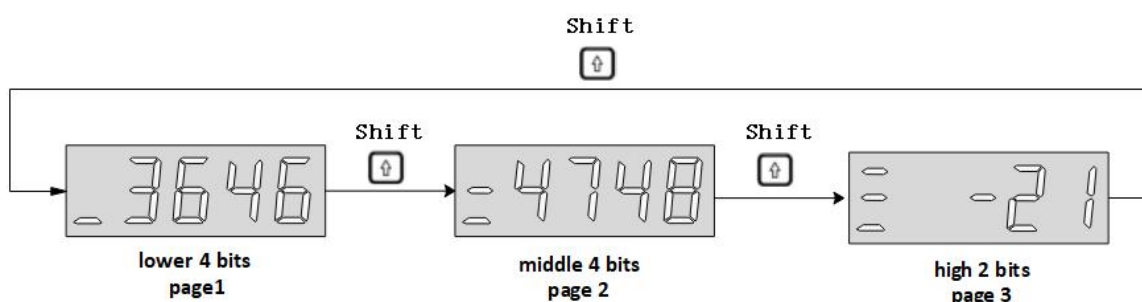 Shift
Shift
Shift
_3646
-4748
-21
lower 4 bits
page1
middle 4 bits
page 2
high 2 bits
page 3